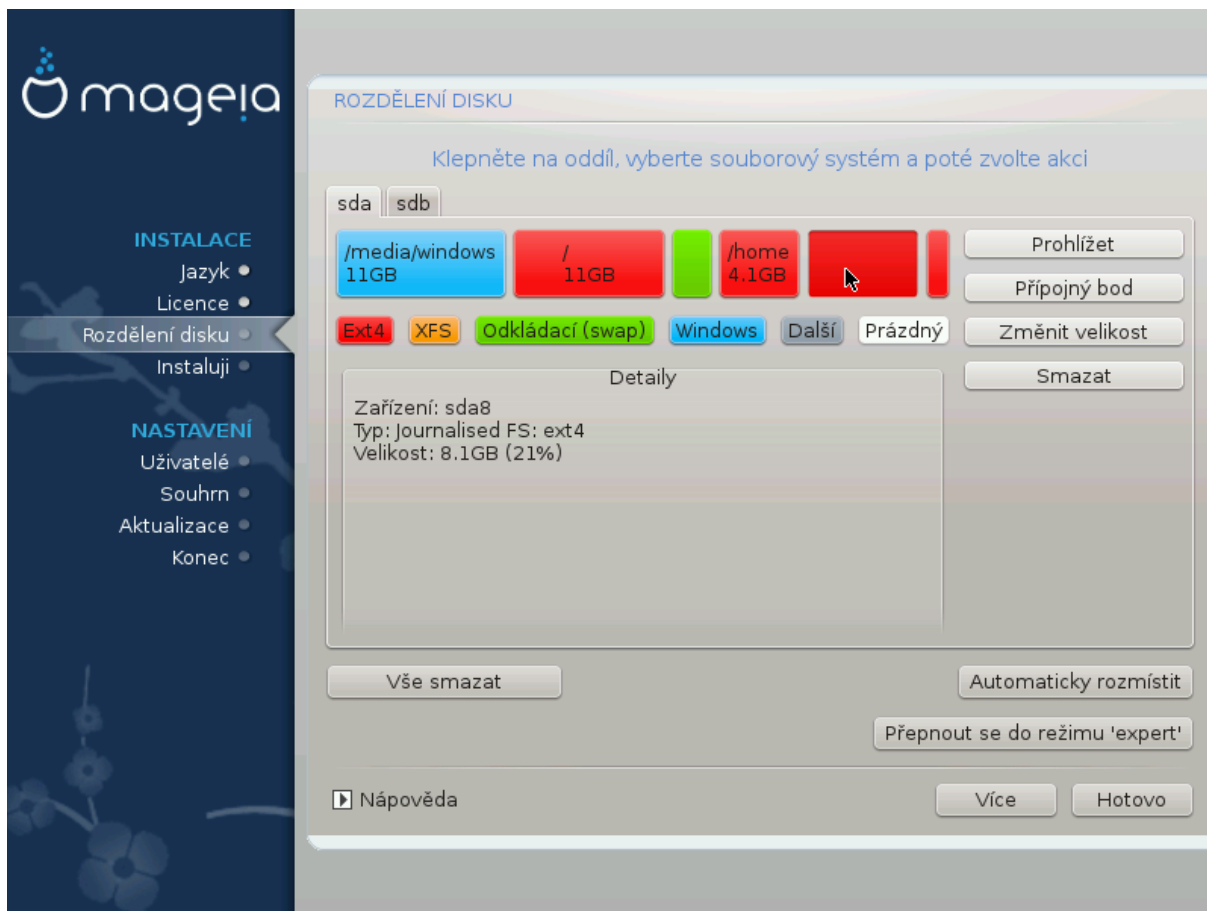 mageia
INSTALACE
Jazyk
Licence
Rozdělení disku
Instaluji
NASTAVENÍ
Uživatelé
Souhrn
Aktualizace
Konec
ROZDĚLENÍ DISKU
Klepněte na oddíl, vyberte souborový systém a poté zvolte akci
sda sdb
/media/windows
11GB
/
11GB
/home
4.1GB
Ext4 XFS Odkládací (swap) Windows Další Prázdný
Prohlížet
Přípojný bod
Změnit velikost
Smazat
Detaily
Zařízení: sda8
Typ: Journalised FS: ext4
Velikost: 8.1GB (21%)
Vše smazat
Automaticky rozmístit
Přepnout se do režimu 'expert'
Nápověda
Více
Hotovo